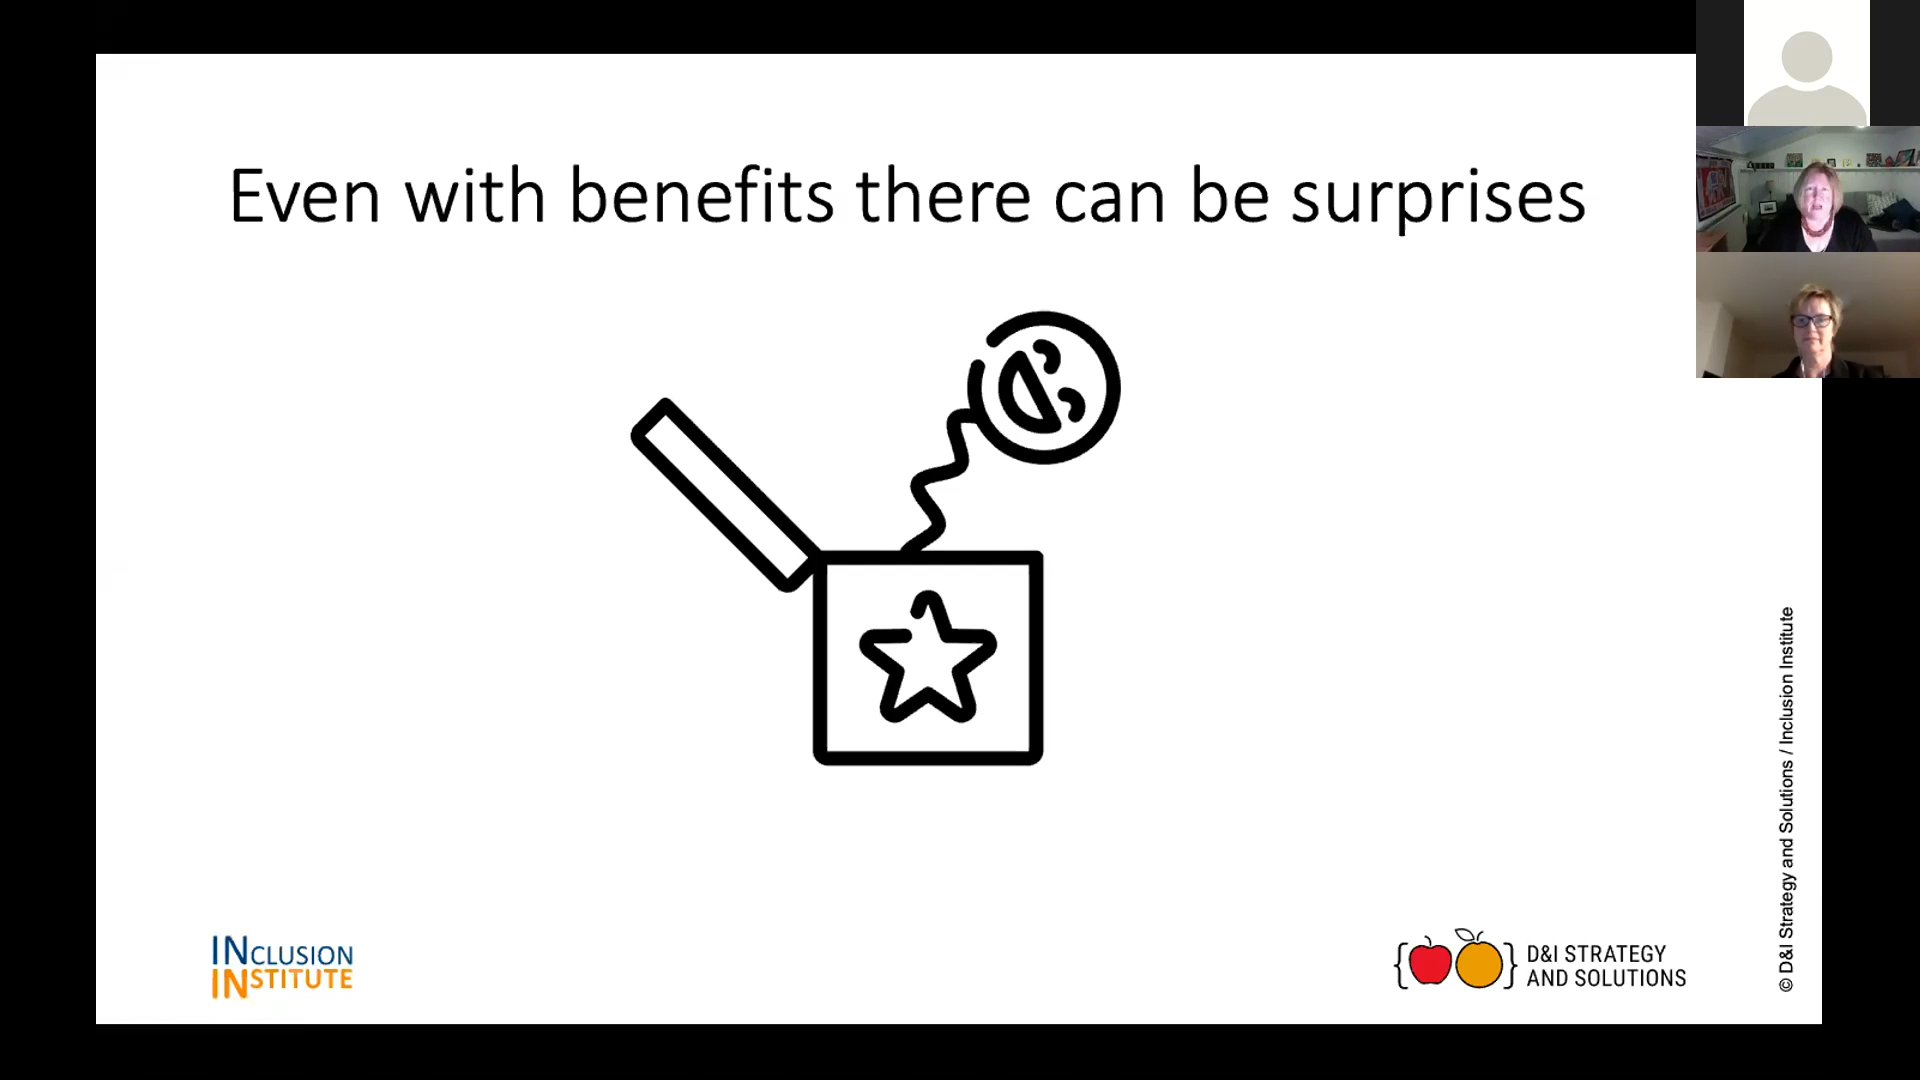 Even with benefits there can be surprises
INCLUSION
INSTITUTE
D&I STRATEGY
AND SOLUTIONS
© D&I Strategy and Solutions / Inclusion Institute